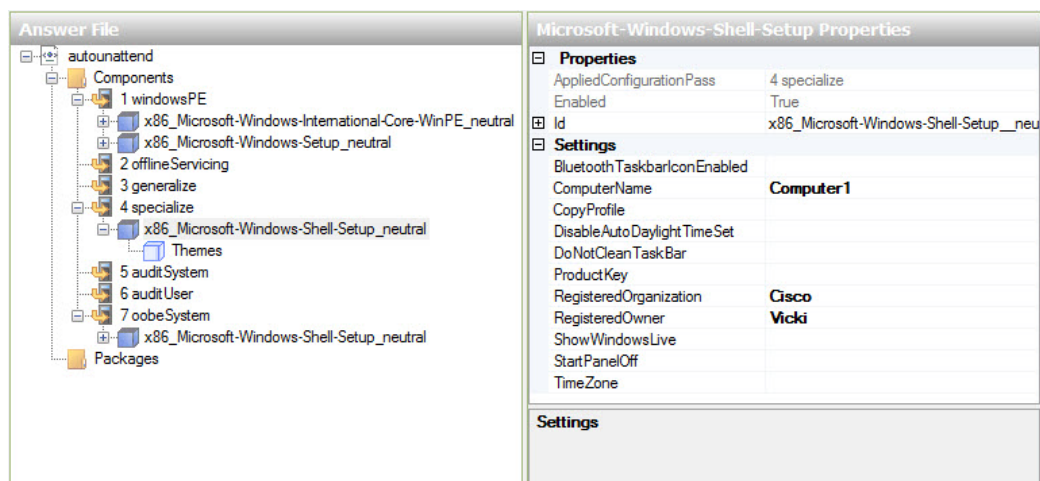 Answer File
autounattend
Components
1 windowsPE
x86_Microsoft-Windows-International-Core-WinPE_neutral
x86_Microsoft-Windows-Setup_neutral
2 offlineServicing
3 generalize
4 specialize
x86_Microsoft-Windows-Shell-Setup_neutral
Themes
5 auditSystem
6 auditUser
7 oobeSystem
x86_Microsoft-Windows-Shell-Setup_neutral
Packages
Microsoft-Windows-Shell-Setup Properties
Properties
AppliedConfigurationPass 4 specialize
Enabled True
Id x86_Microsoft-Windows-Shell-Setup__neu
Settings
BluetoothTaskbarIconEnabled
ComputerName Computer1
CopyProfile
DisableAutoDaylightTimeSet
DoNotCleanTaskBar
ProductKey
RegisteredOrganization Cisco
RegisteredOwner Vicki
ShowWindowsLive
StartPanelOff
TimeZone
Settings